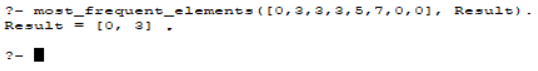 ?- most_frequent_elements([0,3,3,3,5,7,0,0], Result).
Result = [0, 3] .
?-